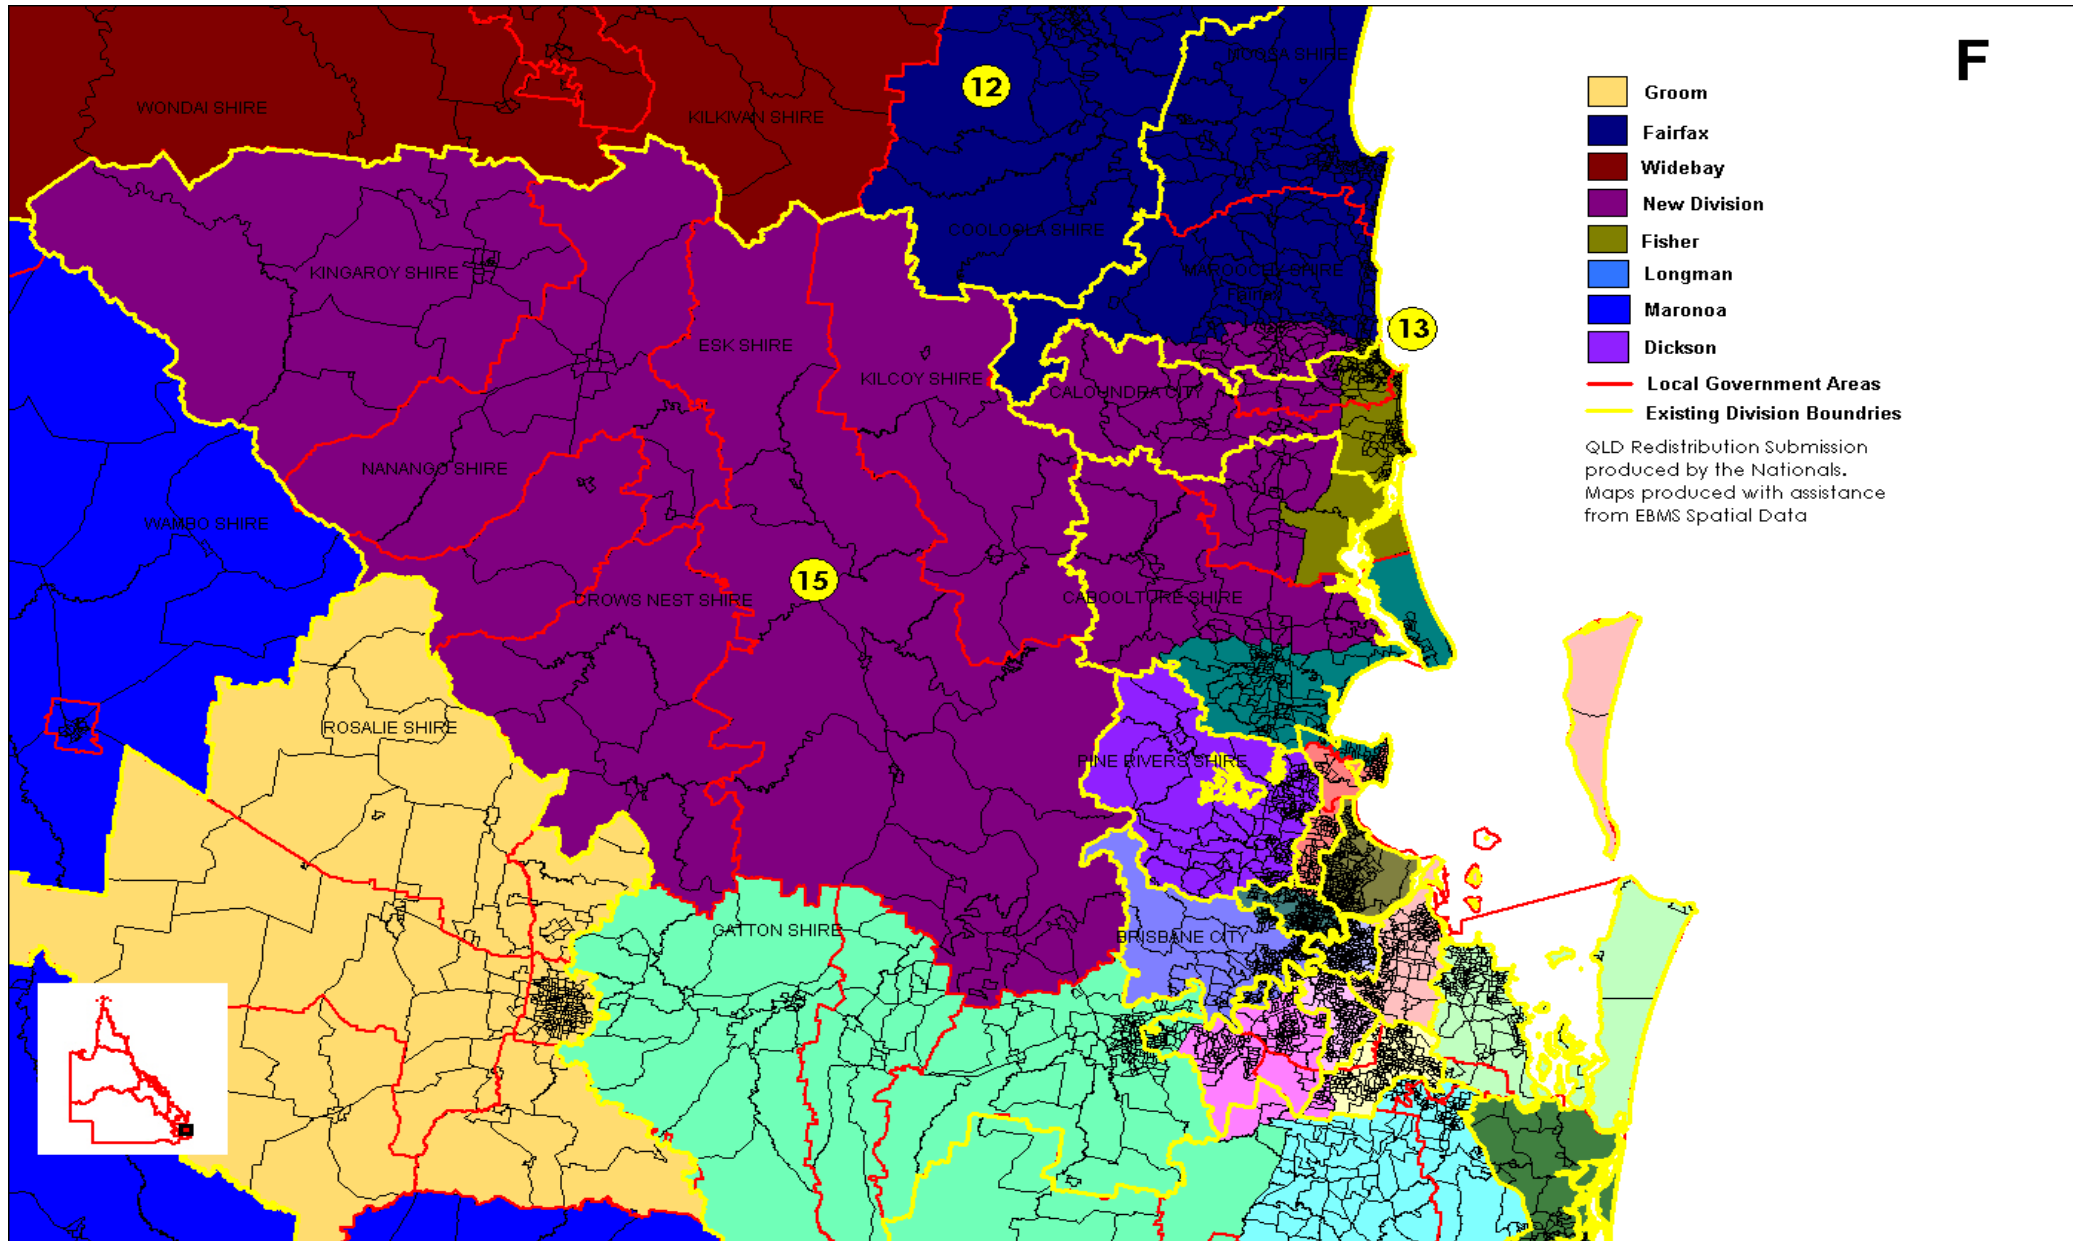 F
NOOSA SHIRE
12
WONDAI SHIRE
KILKIVAN SHIRE
COOLOOLA SHIRE
KINGAROY SHIRE
MAROOCHY SHIRE
Fairfax
13
ESK SHIRE
KILCOY SHIRE
CALOUNDRA CITY
NANANGO SHIRE
WAMBO SHIRE
15
CROWS NEST SHIRE
CABOOLTURE SHIRE
ROSALIE SHIRE
PINE RIVERS SHIRE
GATTON SHIRE
BRISBANE CITY
Groom
Fairfax
Widebay
New Division
Fisher
Longman
Maronoa
Dickson
Local Government Areas
Existing Division Boundries
QLD Redistribution Submission
produced by the Nationals.
Maps produced with assistance
from EBMS Spatial Data